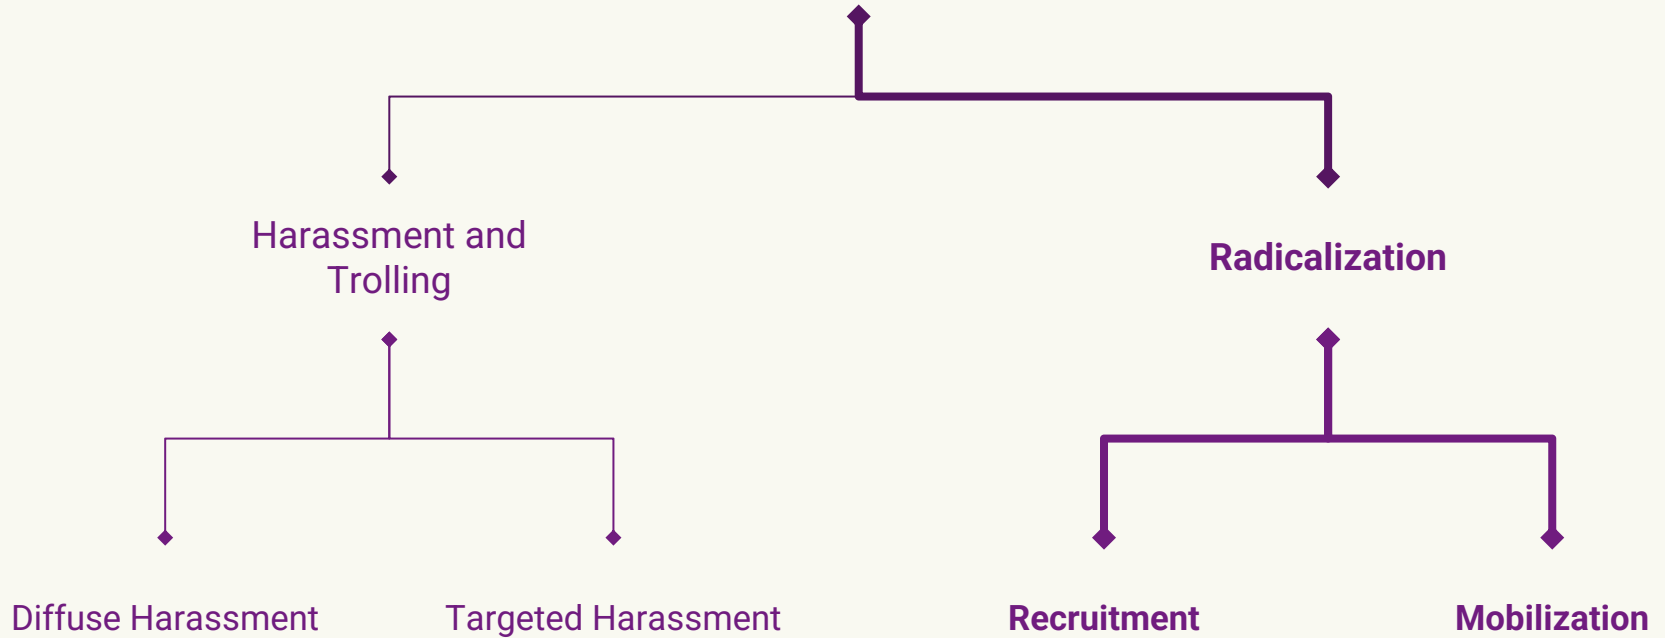 Harassment and
Trolling
Radicalization
Diffuse Harassment
Targeted Harassment
Recruitment
Mobilization